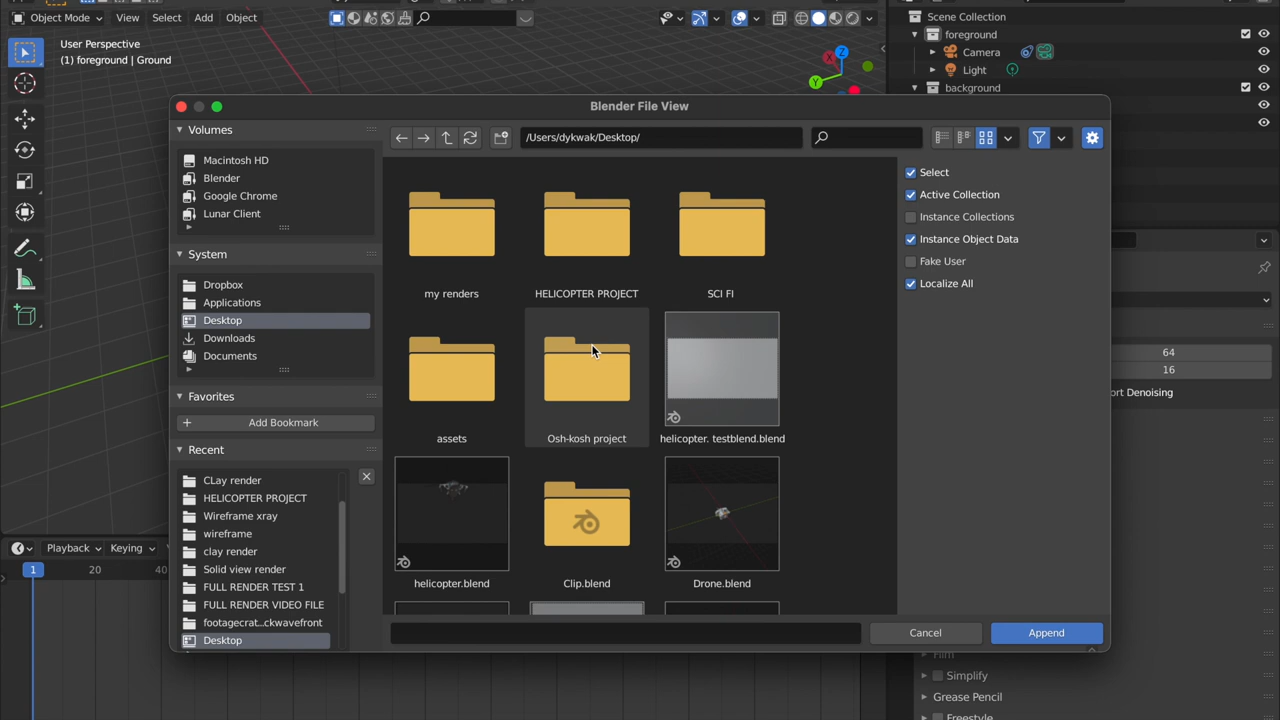 Object Mode View Select Add Object
User Perspective
(1) foreground | Ground
Z
X
Y
Scene Collection
foreground
Camera
Light
background
Blender File View
Volumes
Macintosh HD
Blender
Google Chrome
Lunar Client
System
Dropbox
Applications
Desktop
Downloads
Documents
Favorites
Add Bookmark
Recent
CLay render
HELICOPTER PROJECT
Wireframe xray
wireframe
clay render
Solid view render
FULL RENDER TEST 1
FULL RENDER VIDEO FILE
footagecrat...ckwavefront
Desktop
/Users/dykwak/Desktop/
my renders
HELICOPTER PROJECT
SCI FI
assets
Osh-kosh project
helicopter. testblend.blend
helicopter.blend
Clip.blend
Drone.blend
Select
Active Collection
Instance Collections
Instance Object Data
Fake User
Localize All
Cancel
Append
64
16
ort Denoising
Film
Simplify
Grease Pencil
Freestyle
Playback Keying
1 20 40